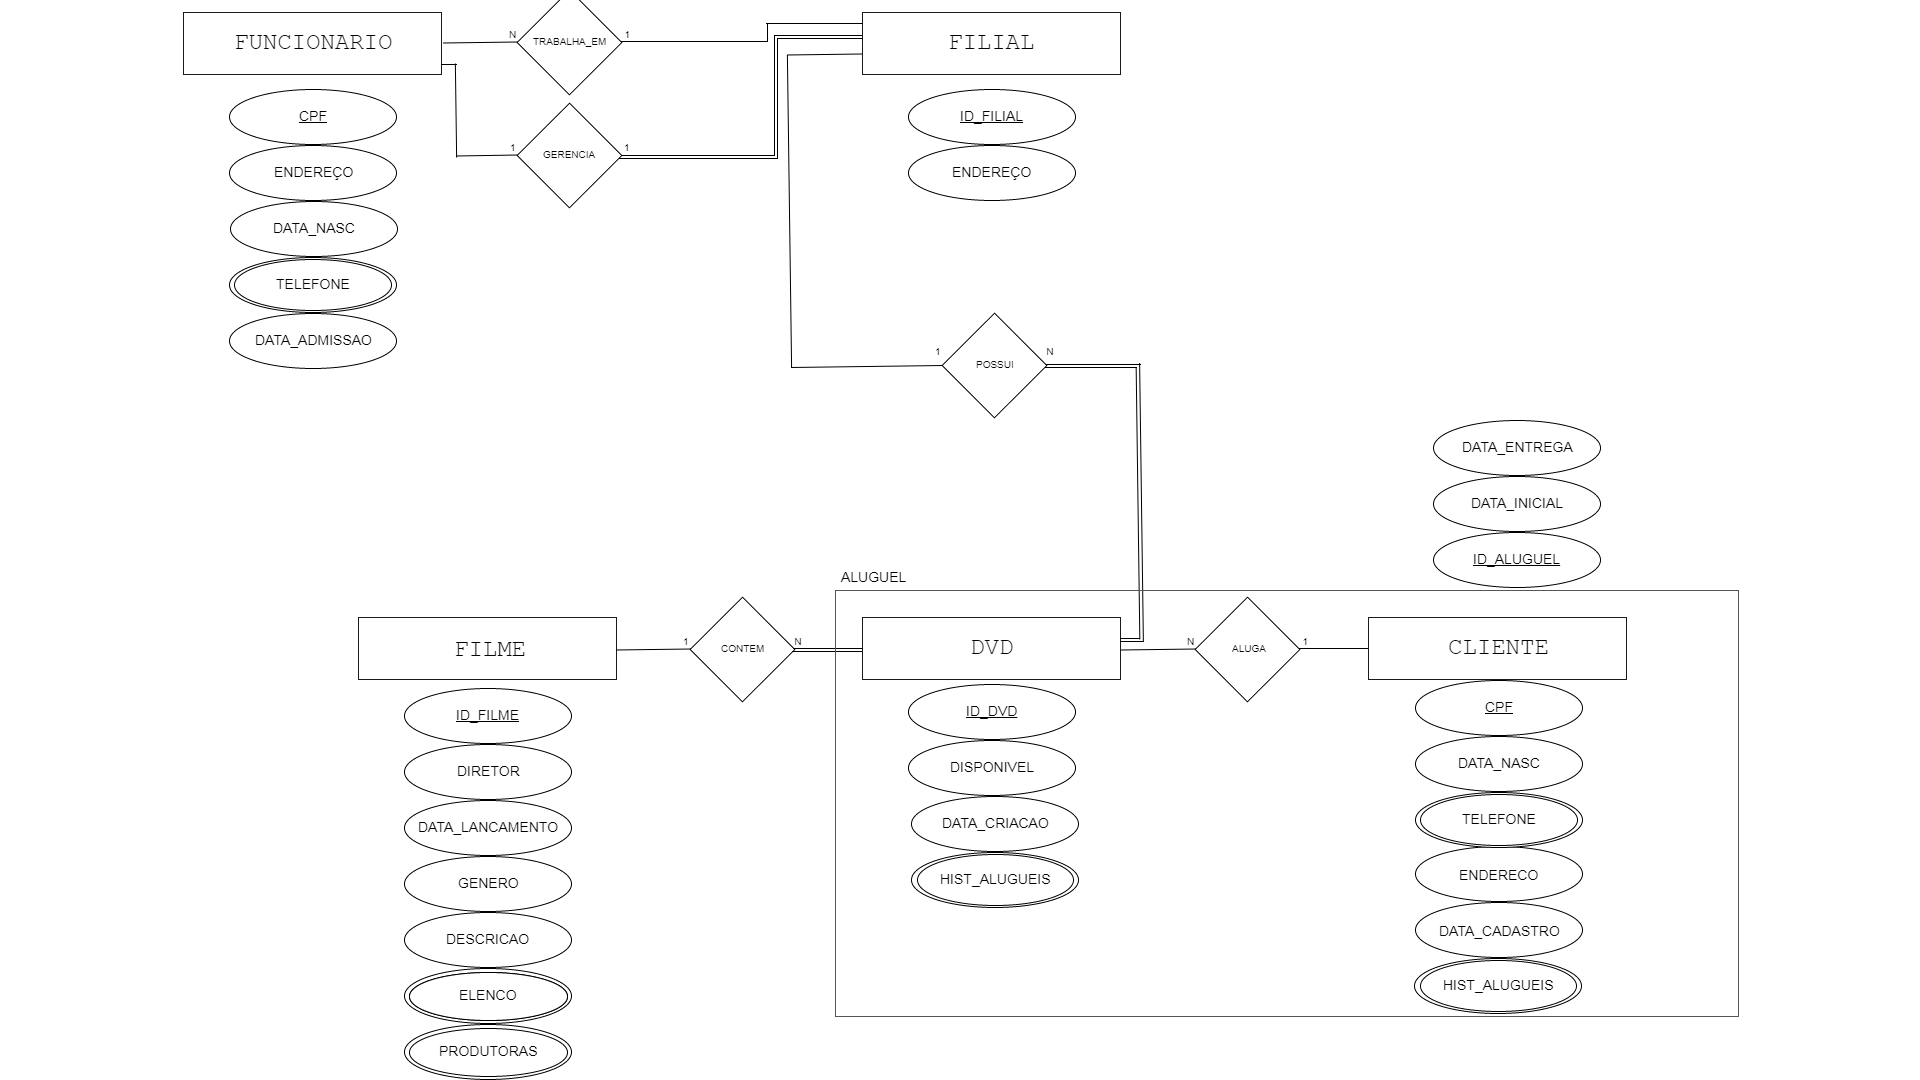 FUNCIONARIO
N
TRABALHA_EM
1
FILIAL
CPF
ENDEREÇO
DATA_NASC
TELEFONE
DATA_ADMISSAO
1
GERENCIA
1
ID_FILIAL
ENDEREÇO
1
POSSUI
N
DATA_ENTREGA
DATA_INICIAL
ID_ALUGUEL
ALUGUEL
FILME
1
CONTEM
N
DVD
N
ALUGA
1
CLIENTE
ID_FILME
DIRETOR
DATA_LANCAMENTO
GENERO
DESCRICAO
ELENCO
PRODUTORAS
ID_DVD
DISPONIVEL
DATA_CRIACAO
HIST_ALUGUEIS
CPF
DATA_NASC
TELEFONE
ENDERECO
DATA_CADASTRO
HIST_ALUGUEIS